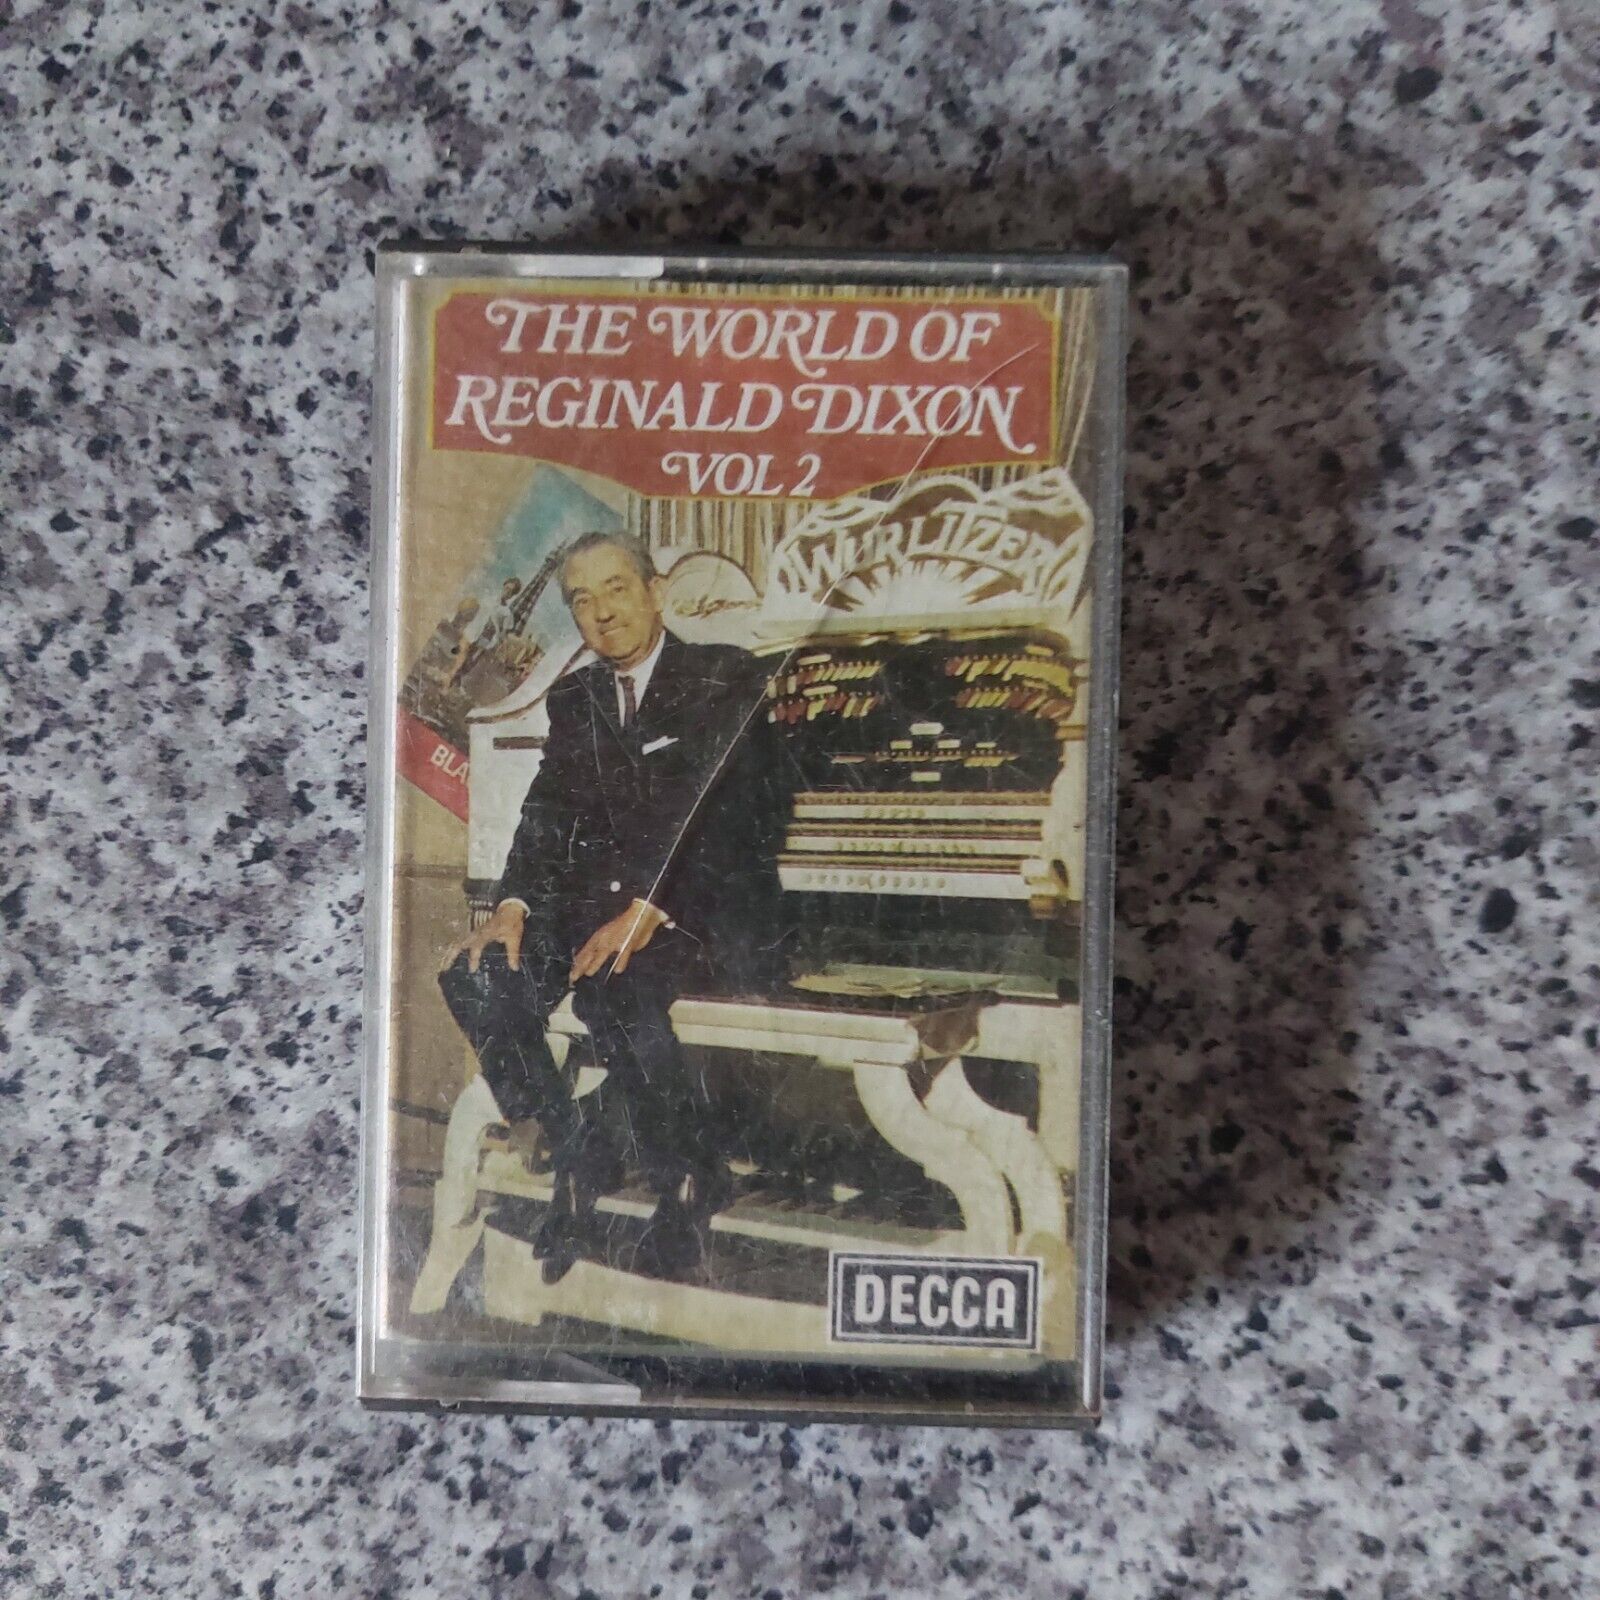 THE WORLD OF
REGINALD DIXON
VOL 2
WURLITZER
BLA
DECCA